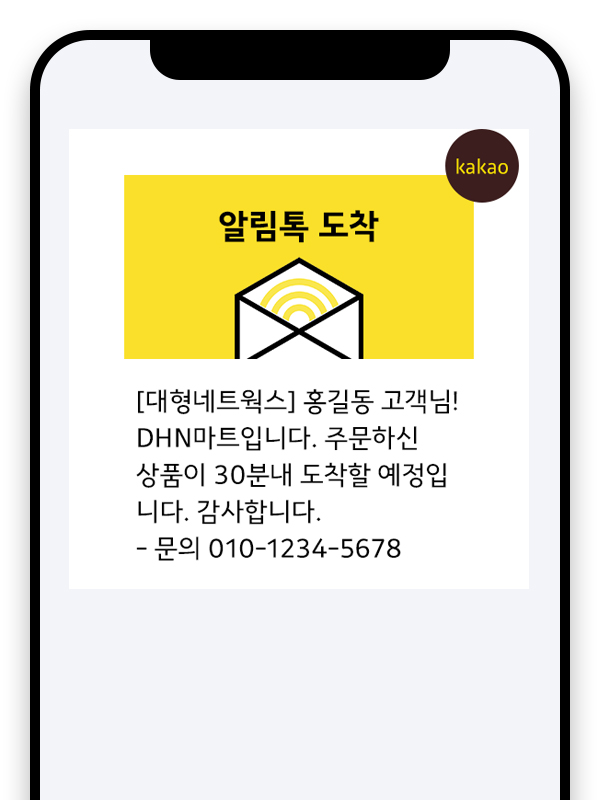 kakao
알림톡 도착
[대형네트웍스] 홍길동 고객님!
DHN마트입니다. 주문하신
상품이 30분내 도착할 예정입
니다. 감사합니다.
- 문의 010-1234-5678